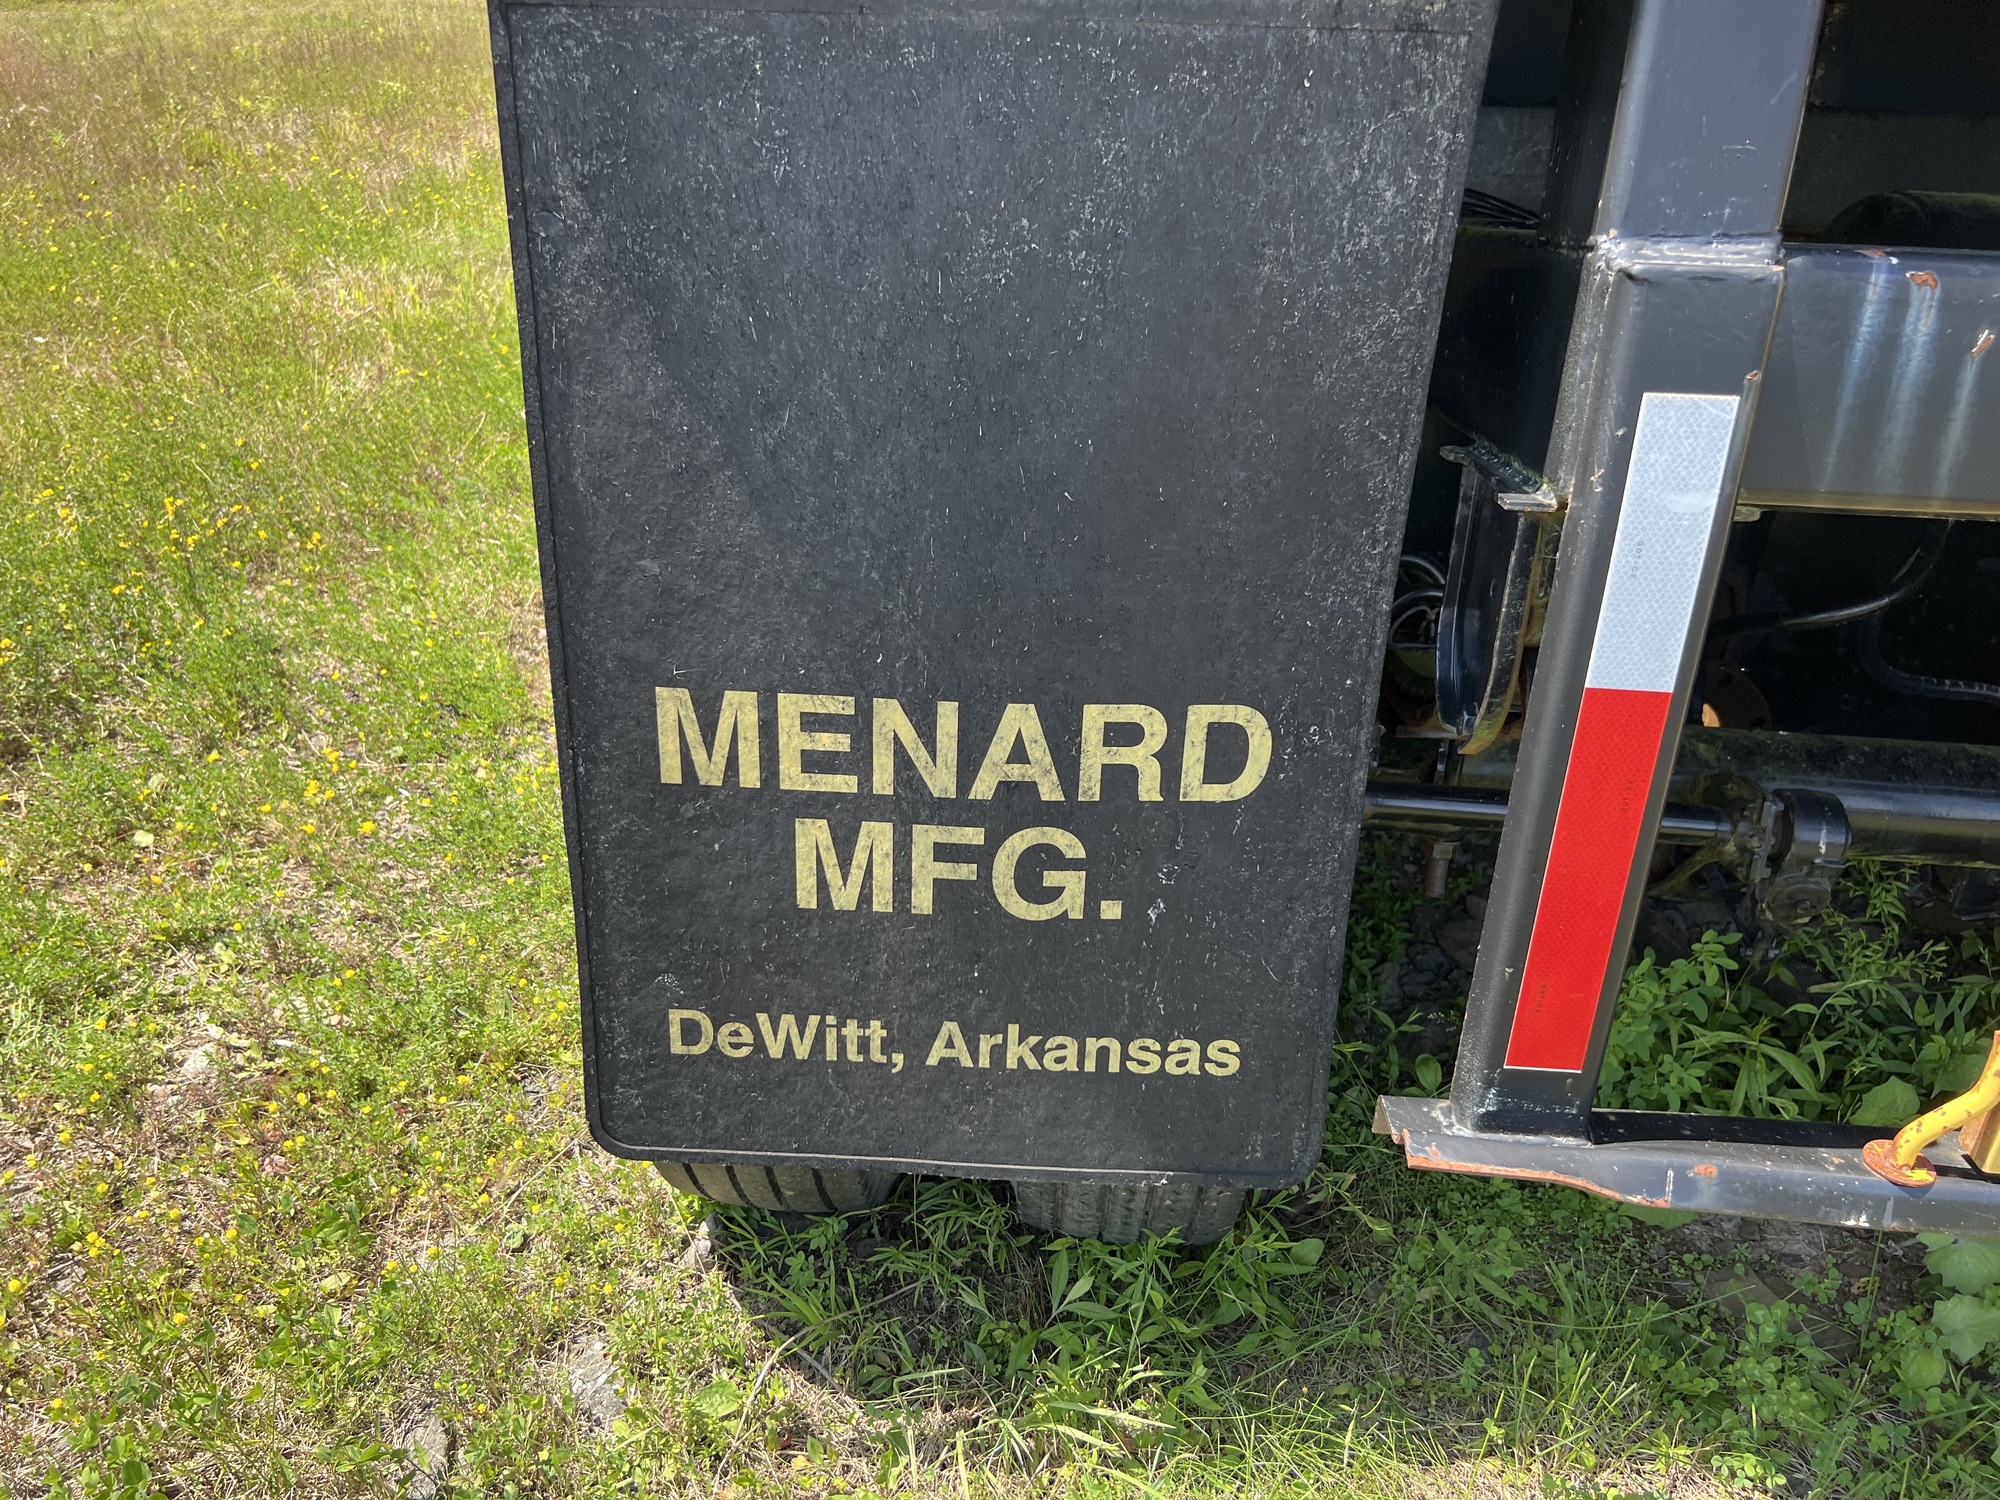 MENARD
MFG.
DeWitt, Arkansas